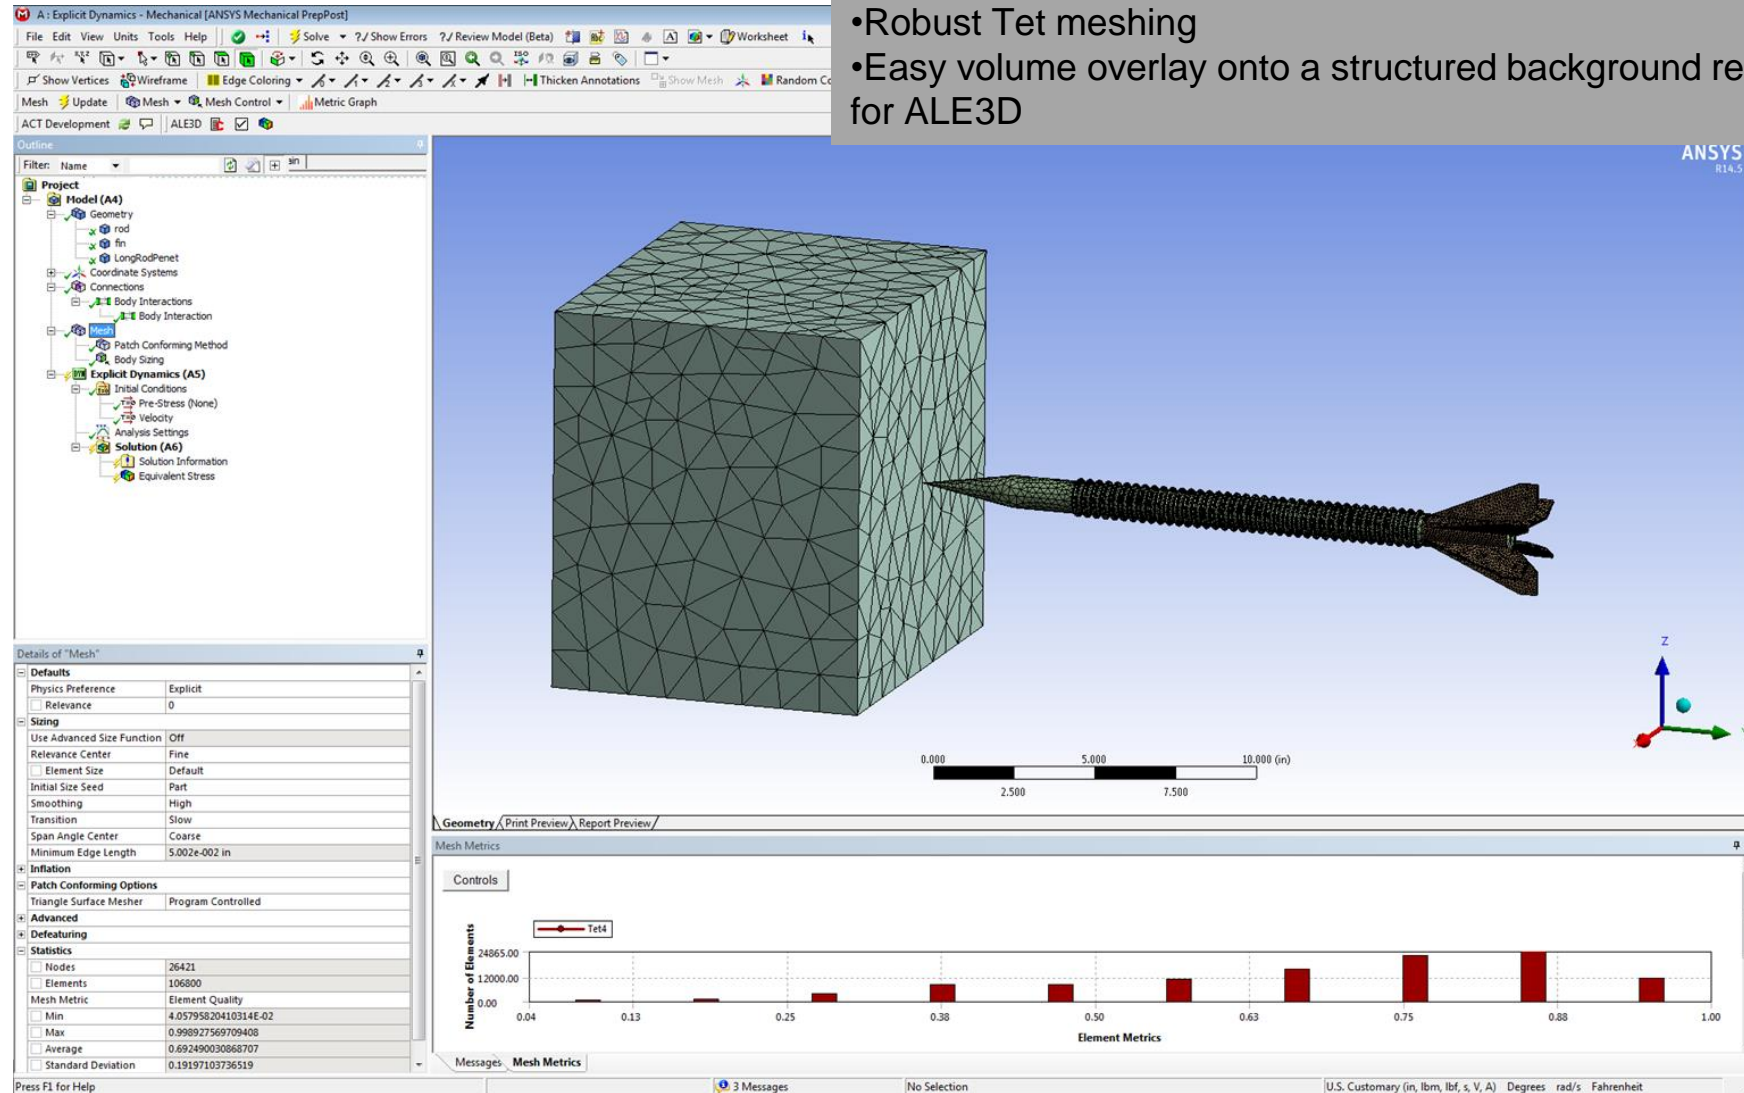 A : Explicit Dynamics - Mechanical [ANSYS Mechanical PrepPost]
•Robust Tet meshing
•Easy volume overlay onto a structured background re
for ALE3D
File Edit View Units Tools Help Solve ?/ Show Errors ?/ Review Model (Beta) A Worksheet i
Show Vertices Wireframe Edge Coloring Thicken Annotations Show Mesh Random Co
Mesh Update Mesh Mesh Control Metric Graph
ACT Development ALE3D
Outline
Filter: Name
Project
Model (A4)
Geometry
rod
fin
LongRodPenet
Coordinate Systems
Connections
Body Interactions
Body Interaction
Mesh
Patch Conforming Method
Body Sizing
Explicit Dynamics (A5)
Initial Conditions
Pre-Stress (None)
Velocity
Analysis Settings
Solution (A6)
Solution Information
Equivalent Stress
ANSYS
R14.5
Z
0.000 5.000 10.000 (in)
2.500 7.500
Geometry Print Preview Report Preview
Details of "Mesh"
Defaults
Physics Preference Explicit
Relevance 0
Sizing
Use Advanced Size Function Off
Relevance Center Fine
Element Size Default
Initial Size Seed Part
Smoothing High
Transition Slow
Span Angle Center Coarse
Minimum Edge Length 5.002e-002 in
Inflation
Patch Conforming Options
Triangle Surface Mesher Program Controlled
Advanced
Defeaturing
Statistics
Nodes 26421
Elements 106800
Mesh Metric Element Quality
Min 4.05795820410314E-02
Max 0.998927569709408
Average 0.692490030868707
Standard Deviation 0.19197103736519
Mesh Metrics
Controls
Tet4
Number of Elements
24865.00
12000.00
0.00
0.04 0.13 0.25 0.38 0.50 0.63 0.75 0.88 1.00
Element Metrics
Messages Mesh Metrics
Press F1 for Help 3 Messages No Selection U.S. Customary (in, lbm, lbf, s, V, A) Degrees rad/s Fahrenheit